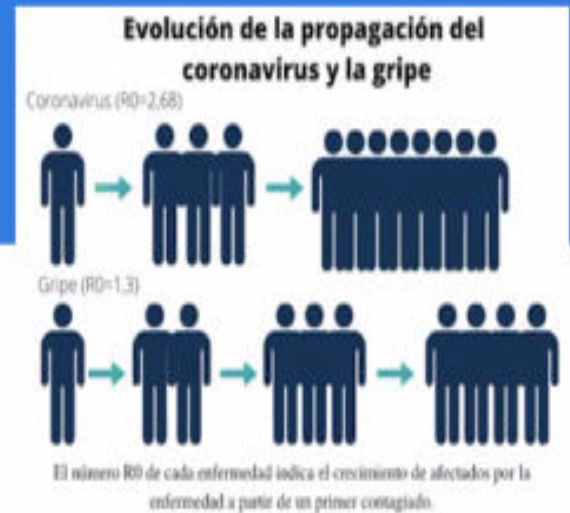 Evolución de la propagación del
coronavirus y la gripe
Coronavirus (R0=2,68)
Gripe (R0=1,3)
El número R0 de cada enfermedad indica el crecimiento de afectados por la
enfermedad a partir de un primer contagiado.